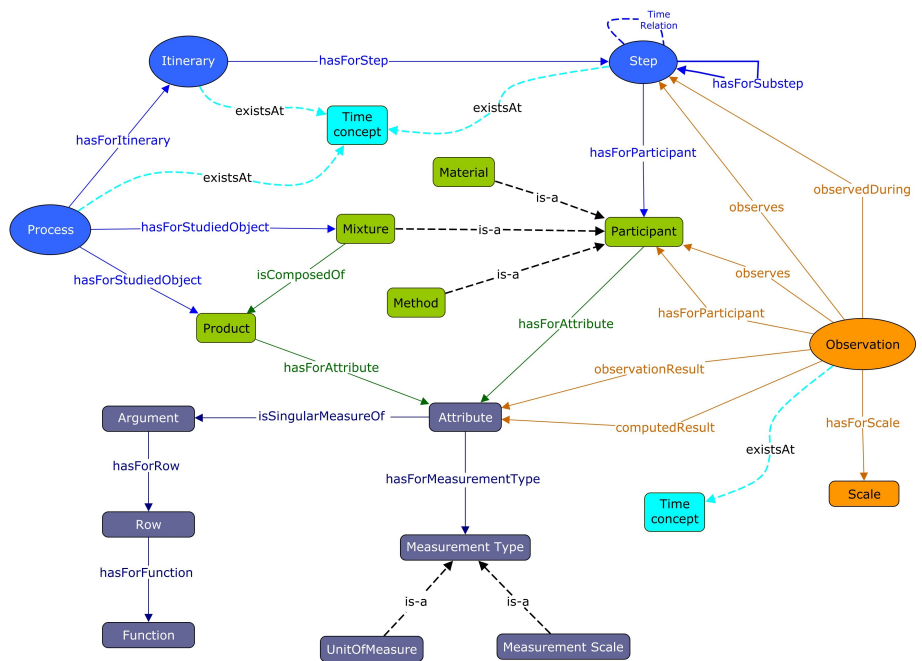 Time
Relation
Itinerary
hasForStep
Step
hasForSubstep
existsAt
existsAt
Time
concept
hasForItinerary
hasForParticipant
Material
existsAt
is-a
observedDuring
observes
Process
hasForStudiedObject
Mixture
is-a
Participant
isComposedOf
is-a
observes
hasForStudiedObject
Method
hasForParticipant
Product
hasForAttribute
Observation
hasForAttribute
observationResult
Argument
isSingularMeasureOf
Attribute
computedResult
hasForScale
existsAt
hasForRow
hasForMeasurementType
Scale
Time
concept
Row
Measurement Type
hasForFunction
is-a
is-a
Function
UnitOfMeasure
Measurement Scale